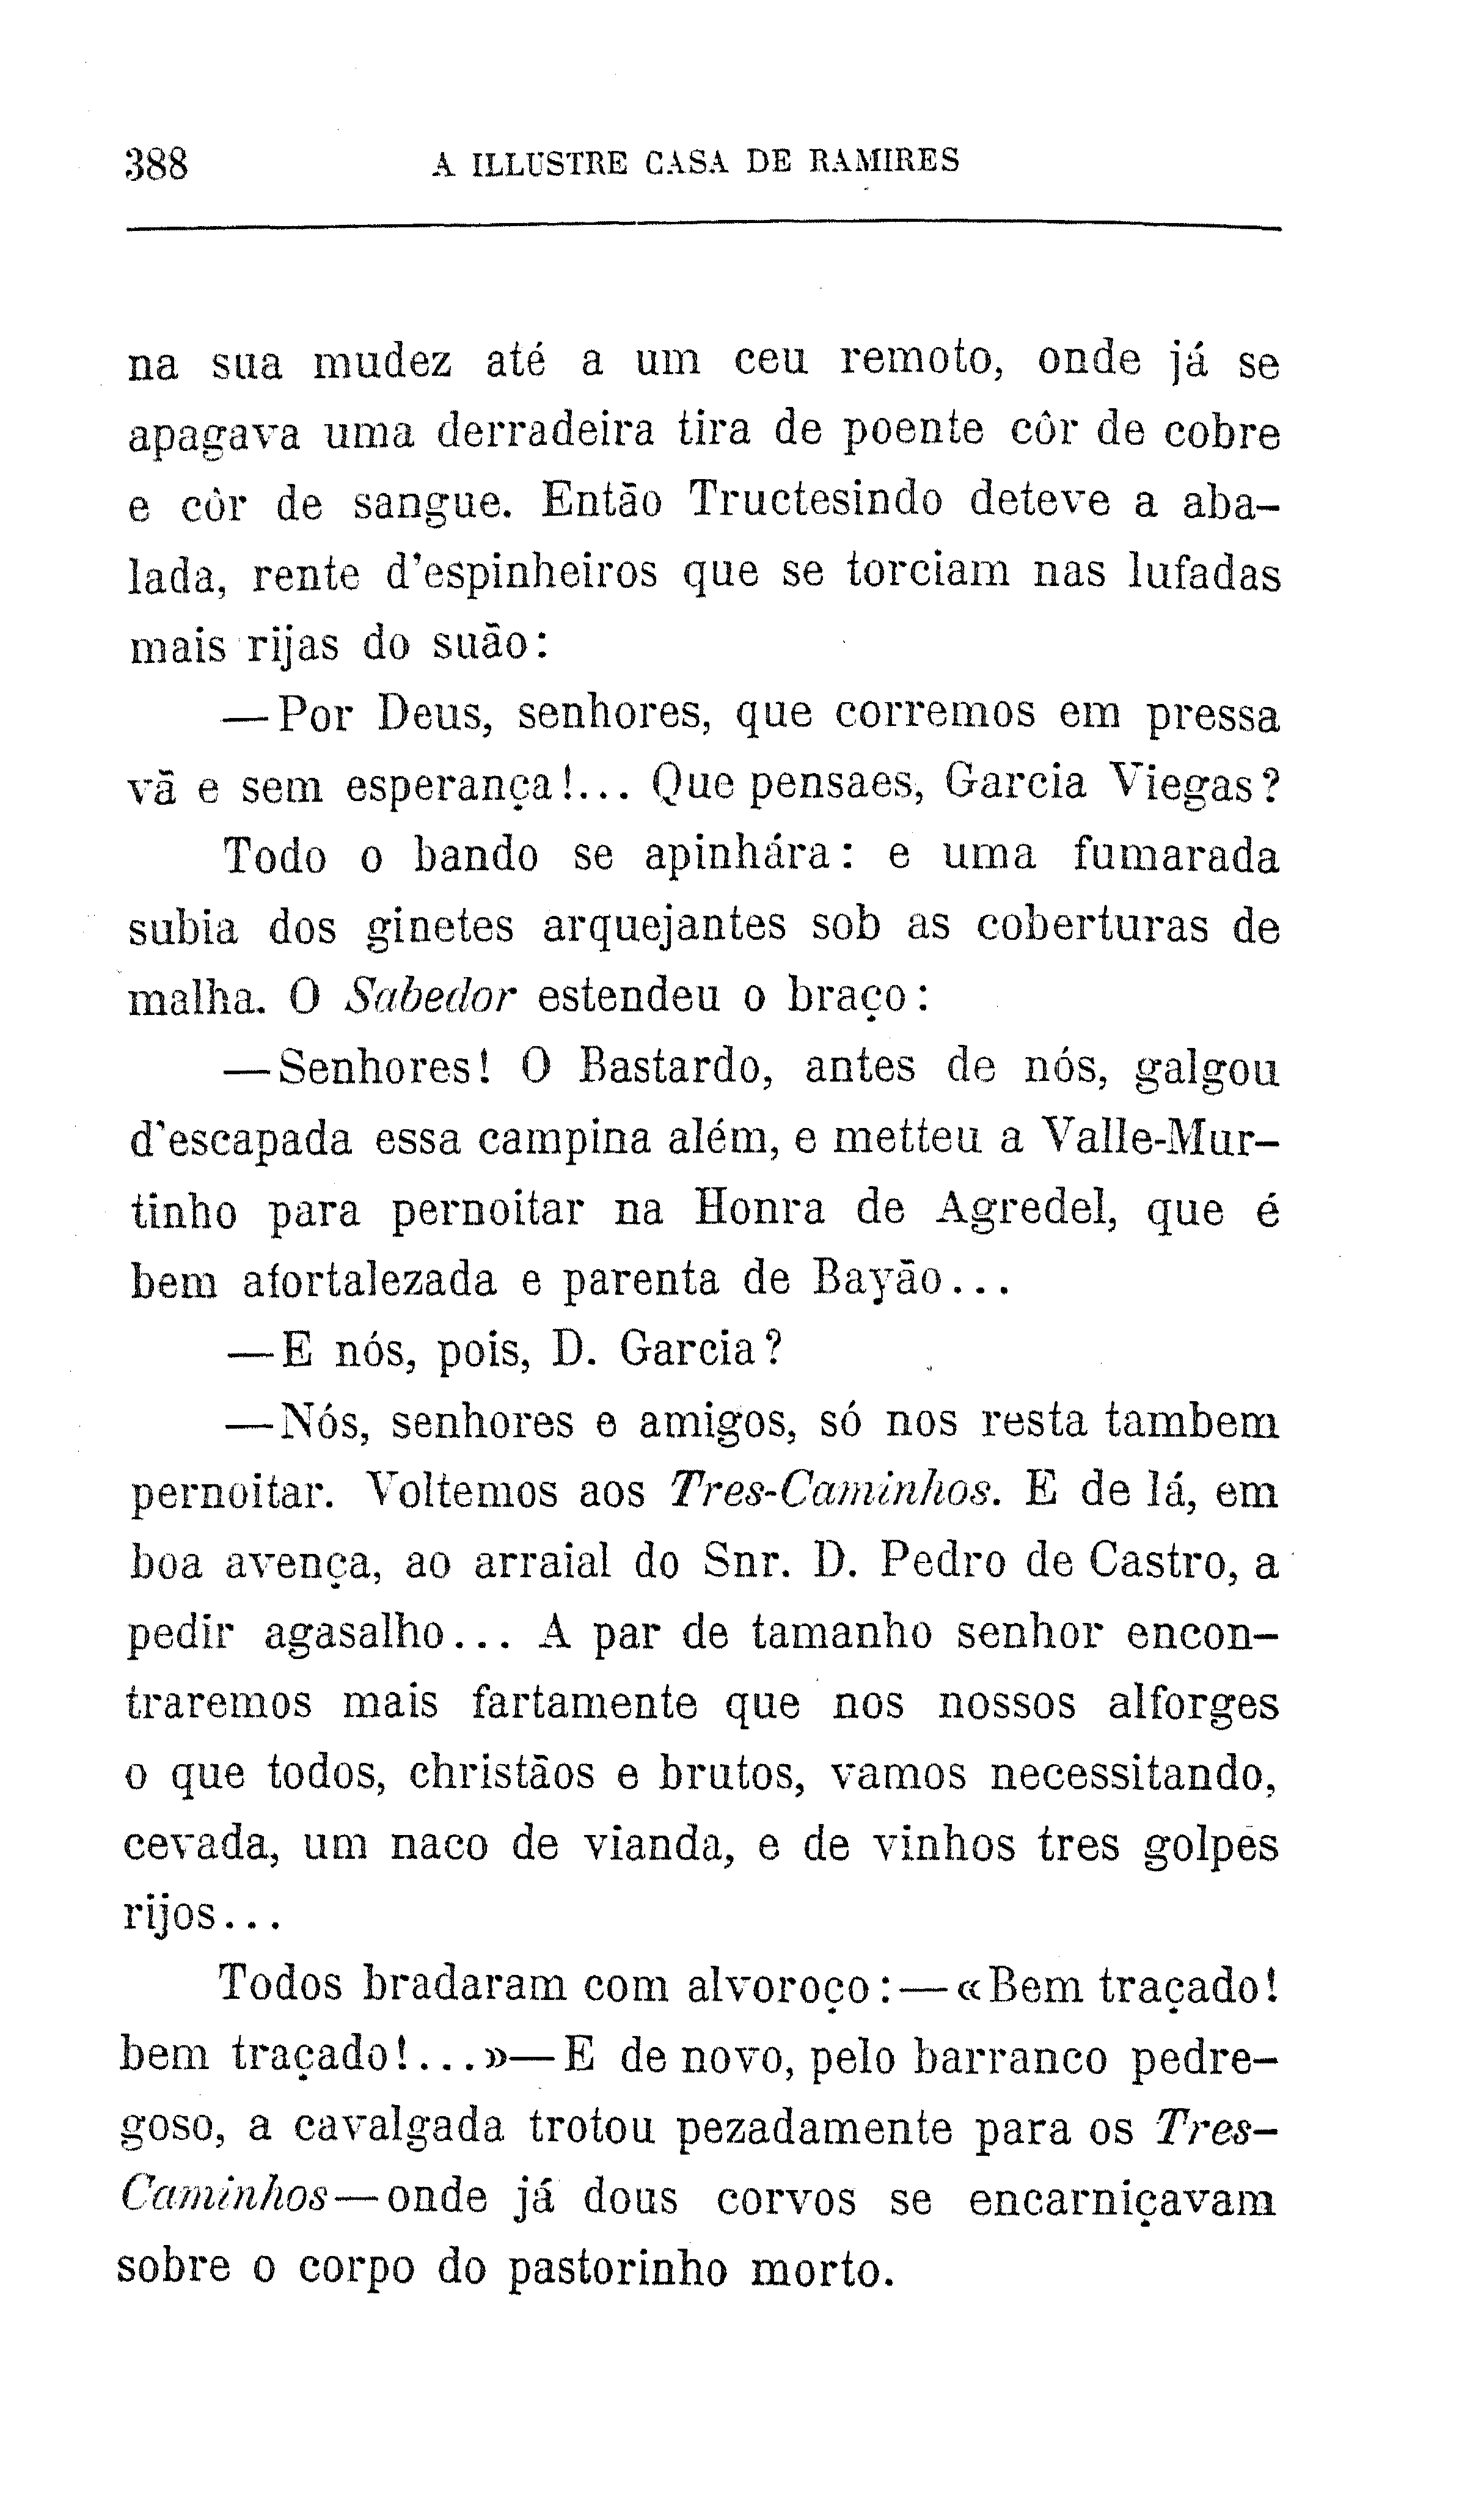 388 A ILLUSTRE CASA DE RAMIRES
na sua mudez até a um ceu remoto, onde já se
apagava uma derradeira tira de poente côr de cobre
e côr de sangue. Então Tructesindo deteve a aba-
lada, rente d'espinheiros que se torciam nas lufadas
mais rijas do suão:
—Por Deus, senhores, que corremos em pressa
vã e sem esperança!... Que pensaes, Garcia Viegas?
Todo o bando se apinhára: e uma fumarada
subia dos ginetes arquejantes sob as coberturas de
malha. O Sabedor estendeu o braço:
—Senhores! O Bastardo, antes de nós, galgou
d'escapada essa campina além, e metteu a Valle-Mur-
tinho para pernoitar na Honra de Agredel, que é
bem afortalezada e parenta de Bayão...
—E nós, pois, D. Garcia?
—Nós, senhores e amigos, só nos resta tambem
pernoitar. Voltemos aos Tres-Caminhos. E de lá, em
boa avença, ao arraial do Snr. D. Pedro de Castro, a
pedir agasalho... A par de tamanho senhor encon-
traremos mais fartamente que nos nossos alforges
o que todos, christãos e brutos, vamos necessitando,
cevada, um naco de vianda, e de vinhos tres golpes
rijos...
Todos bradaram com alvoroço:—«Bem traçado!
bem traçado!...»—E de novo, pelo barranco pedre-
goso, a cavalgada trotou pezadamente para os Tres-
Caminhos—onde já dous corvos se encarniçavam
sobre o corpo do pastorinho morto.